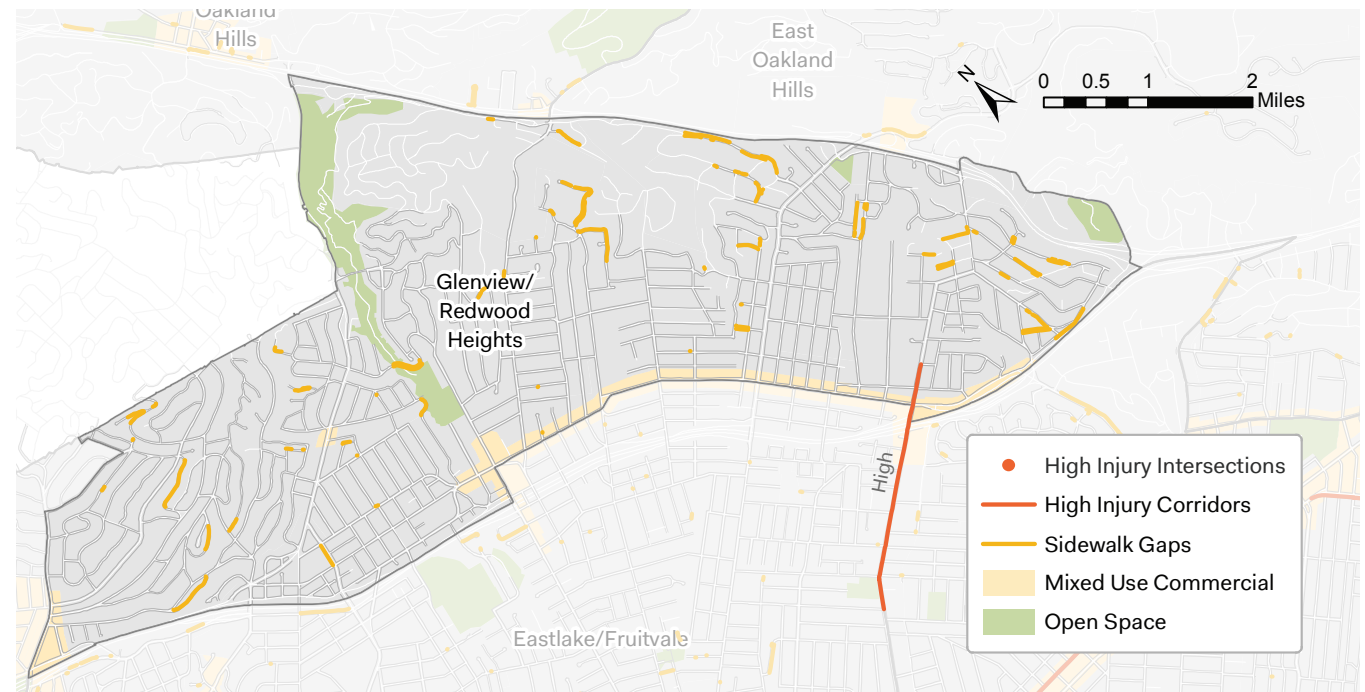 Oakland
Hills
East
Oakland
Hills
N
0 0.5 1 2
Miles
Glenview/
Redwood
Heights
High
Eastlake/Fruitvale
High Injury Intersections
High Injury Corridors
Sidewalk Gaps
Mixed Use Commercial
Open Space